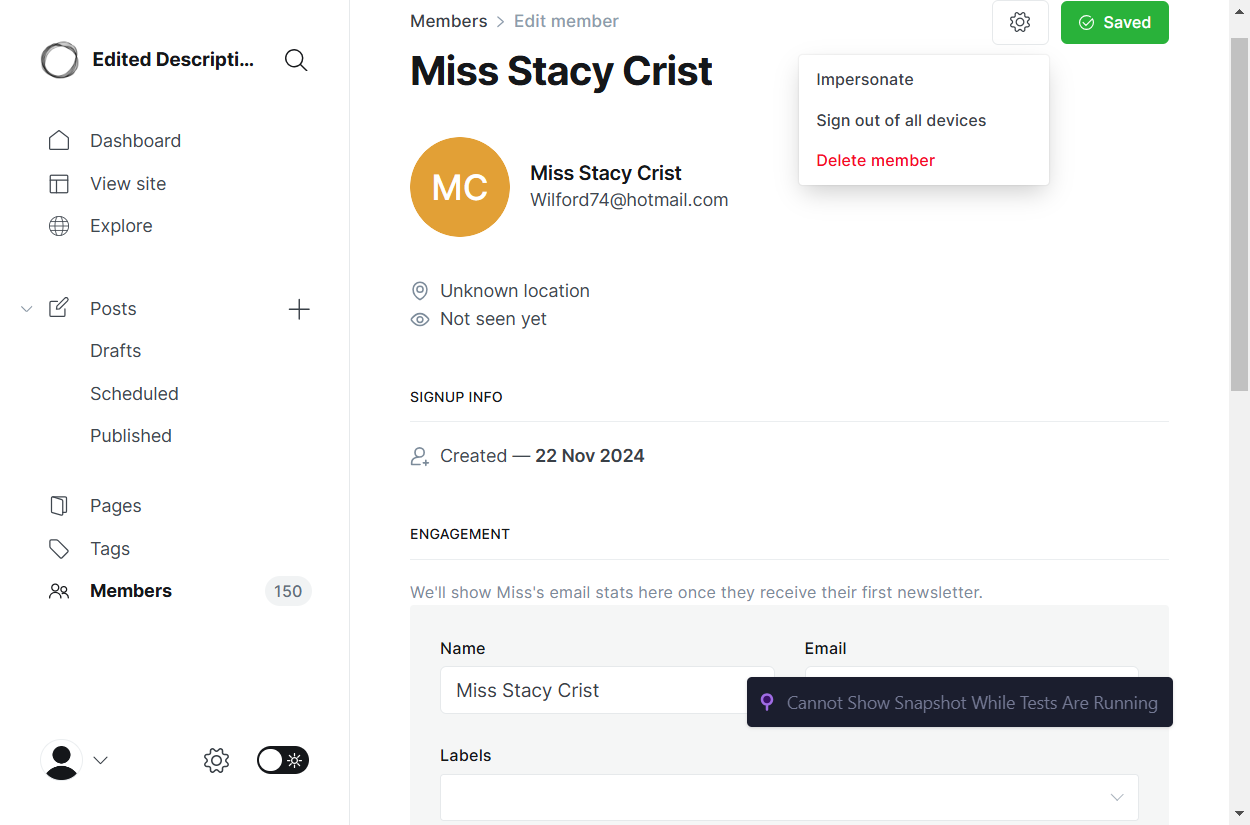 Edited Descripti...
Dashboard
View site
Explore
Posts
Drafts
Scheduled
Published
Pages
Tags
Members
150
Members > Edit member
Saved
Miss Stacy Crist
Impersonate
Sign out of all devices
Delete member
MC
Miss Stacy Crist
Wilford74@hotmail.com
Unknown location
Not seen yet
SIGNUP INFO
Created — 22 Nov 2024
ENGAGEMENT
We'll show Miss's email stats here once they receive their first newsletter.
Name
Email
Miss Stacy Crist
Cannot Show Snapshot While Tests Are Running
Labels